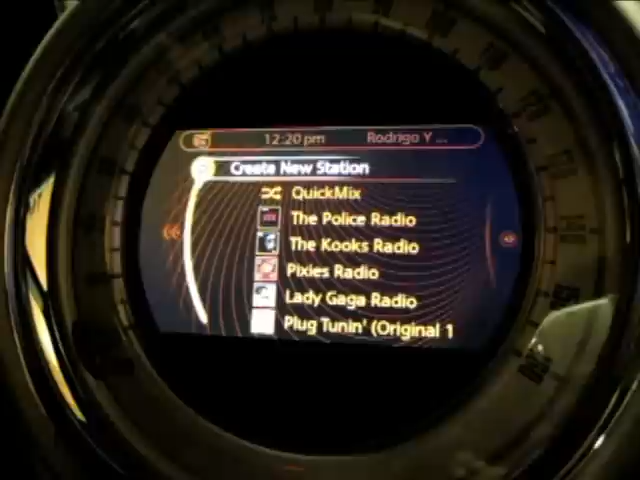 12:20 pm Rodrigo Y ...
Create New Station
QuickMix
The Police Radio
The Kooks Radio
Pixies Radio
Lady Gaga Radio
Plug Tunin' (Original 1